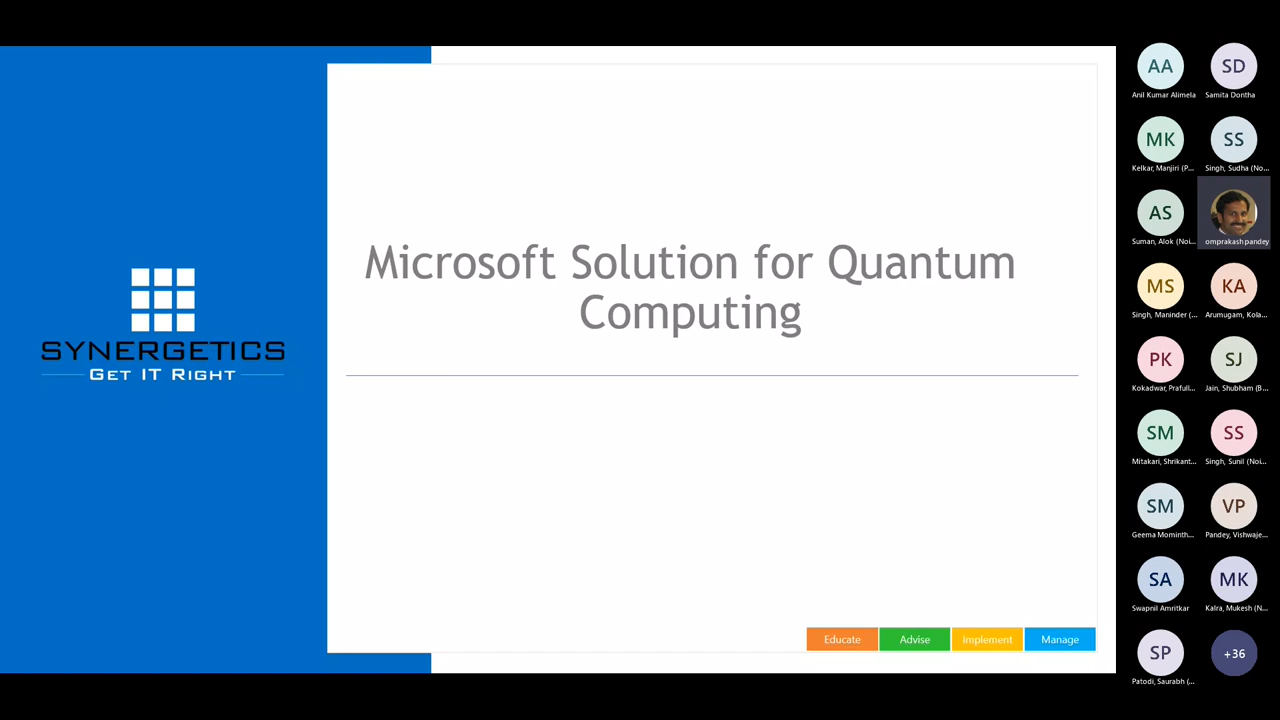 Microsoft Solution for Quantum
Computing
SYNERGETICS
GET IT RIGHT
Educate Advise Implement Manage
AA SD
Anil Kumar Alimela Samita Dontha
MK SS
Kelkar, Manjiri (P... Singh, Sudha (No...
AS
Suman, Alok (Noi... omprakash pandey
MS KA
Singh, Maninder (... Arumugam, Kola...
PK SJ
Kokadwar, Prafull... Jain, Shubham (B...
SM SS
Mitakari, Shrikant... Singh, Sunil (Noi...
SM VP
Geema Mominth... Pandey, Vishwaje...
SA MK
Swapnil Amritkar Kalra, Mukesh (N...
SP +36
Patodi, Saurabh (...